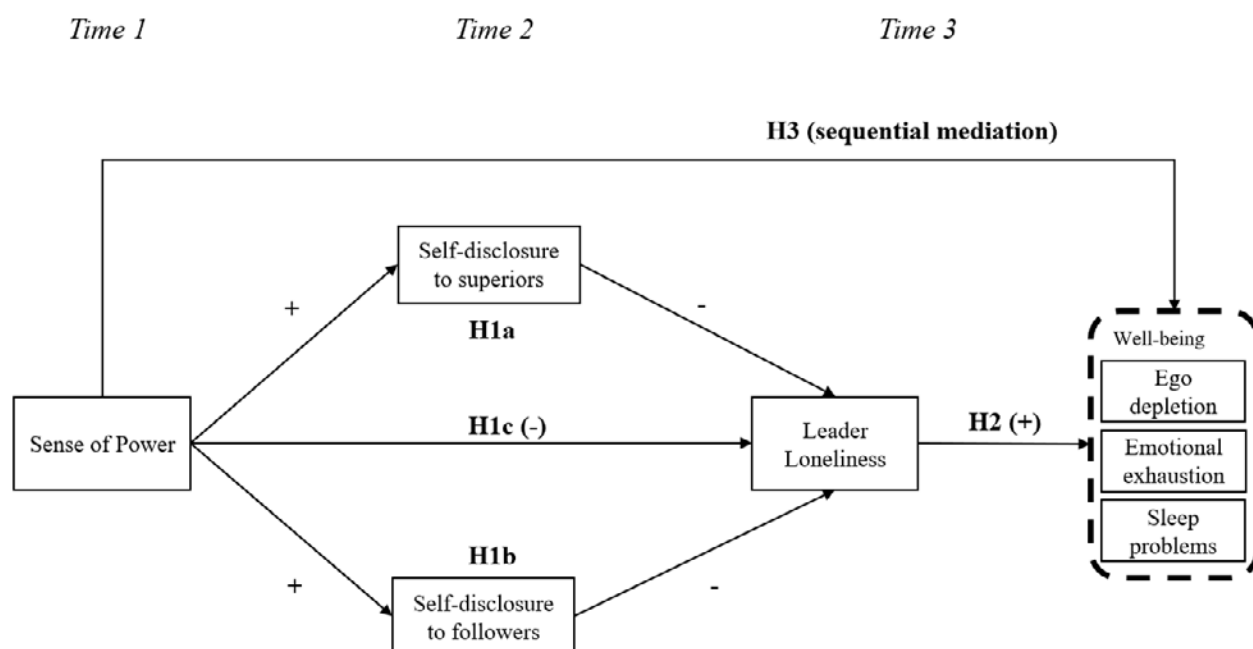 Time 1
Time 2
Time 3
H3 (sequential mediation)
Self-disclosure
to superiors
+
-
H1a
Well-being
Ego
depletion
Sense of Power
H1c (-)
Leader
Loneliness
H2 (+)
Emotional
exhaustion
Sleep
problems
H1b
+
-
Self-disclosure
to followers